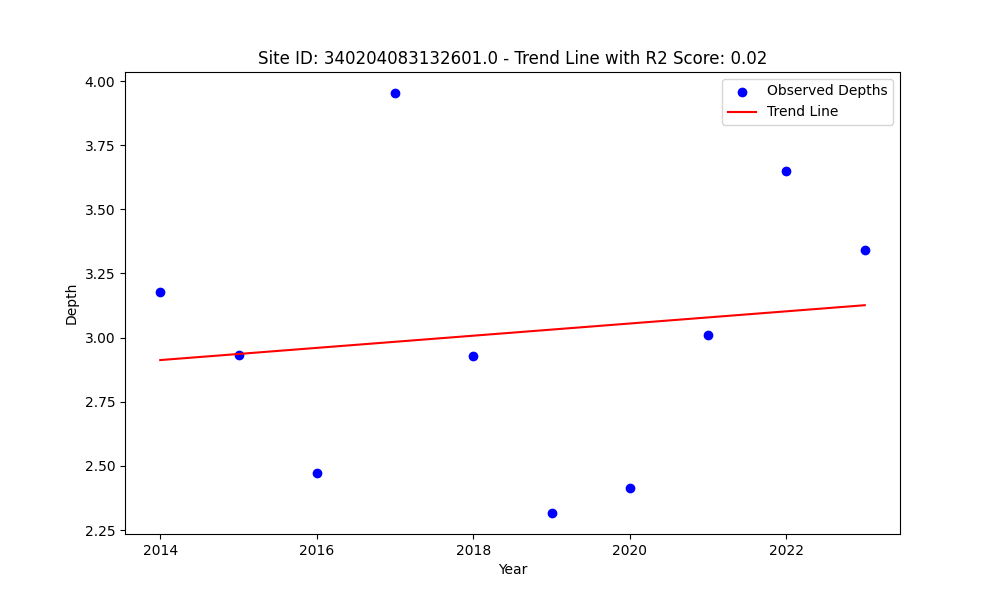 Site ID: 340204083132601.0 - Trend Line with R2 Score: 0.02
Observed Depths
Trend Line
4.00
3.75
3.50
3.25
3.00
2.75
2.50
2.25
Depth
2014
2016
2018
2020
2022
Year